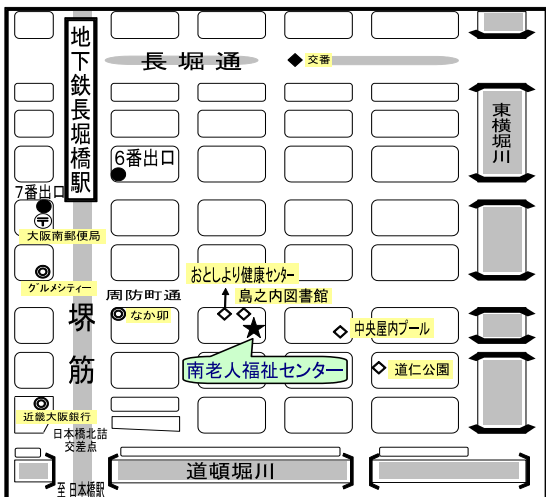 地下鉄長堀橋駅
長堀通
交番
東横堀川
6番出口
7番出口
〒
大阪南郵便局
グルメシティー
おとしより健康センター
島之内図書館
周防町通
なか卯
中央屋内プール
堺筋
南老人福祉センター
道仁公園
近畿大阪銀行
日本橋北詰
交差点
道頓堀川
至 日本橋駅